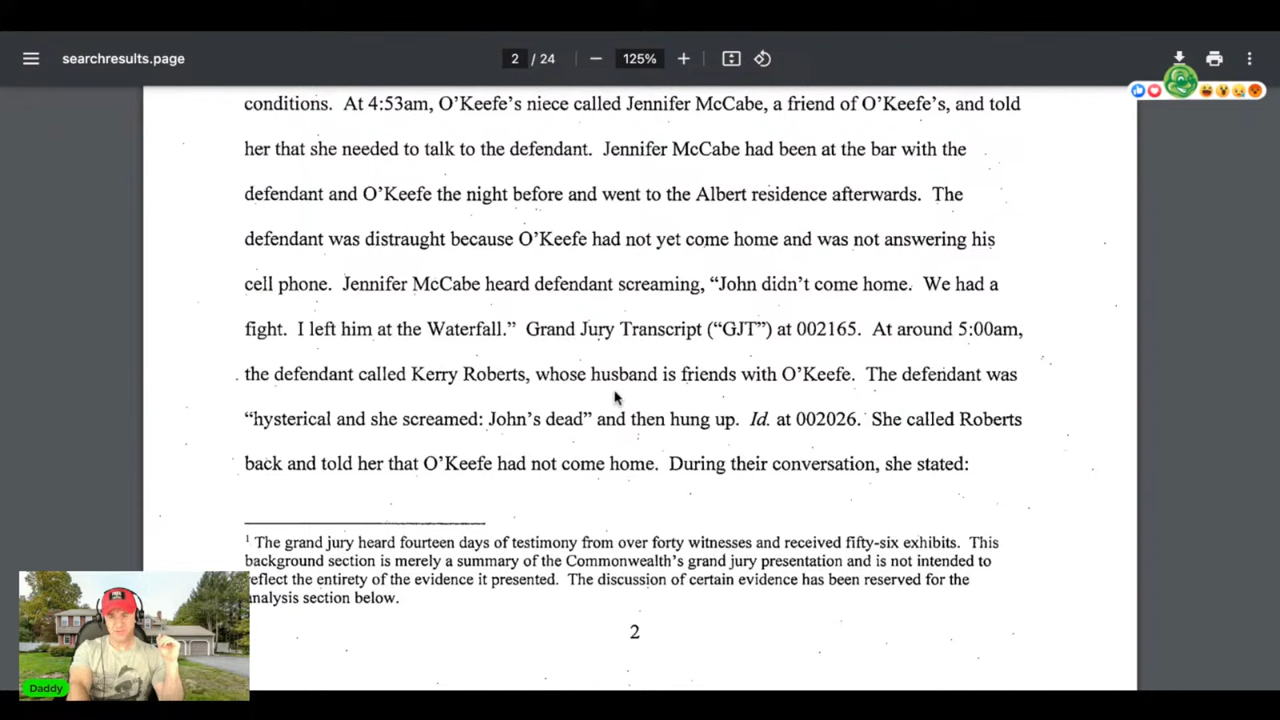 searchresults.page
2 / 24
125%
conditions. At 4:53am, O'Keefe's niece called Jennifer McCabe, a friend of O'Keefe's, and told
her that she needed to talk to the defendant. Jennifer McCabe had been at the bar with the
defendant and O'Keefe the night before and went to the Albert residence afterwards. The
defendant was distraught because O'Keefe had not yet come home and was not answering his
cell phone. Jennifer McCabe heard defendant screaming, “John didn't come home. We had a
fight. I left him at the Waterfall.” Grand Jury Transcript (“GJT”) at 002165. At around 5:00am,
the defendant called Kerry Roberts, whose husband is friends with O'Keefe. The defendant was
“hysterical and she screamed: John's dead” and then hung up. Id. at 002026. She called Roberts
back and told her that O'Keefe had not come home. During their conversation, she stated:
1 The grand jury heard fourteen days of testimony from over forty witnesses and received fifty-six exhibits. This
background section is merely a summary of the Commonwealth's grand jury presentation and is not intended to
reflect the entirety of the evidence it presented. The discussion of certain evidence has been reserved for the
analysis section below.
2
Daddy